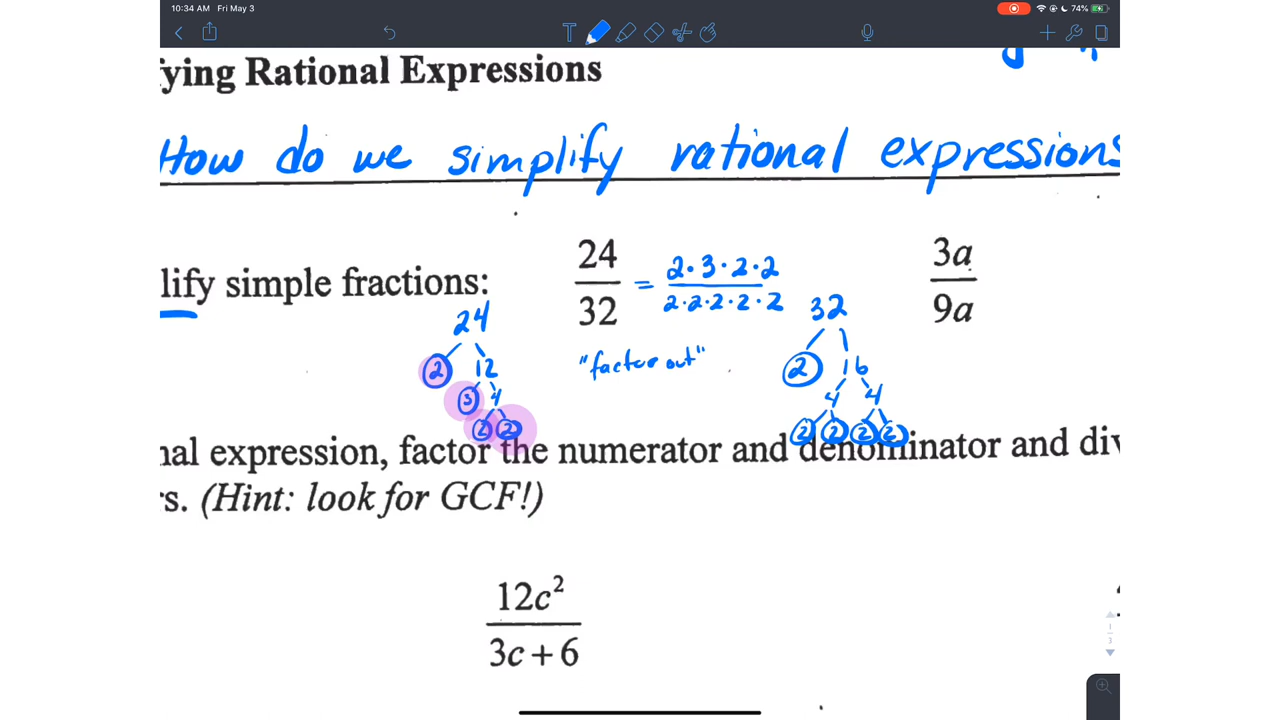 10:34 AM Fri May 3
74%
ying Rational Expressions
How do we simplify rational expressions
lify simple fractions:
24
32
= 2·3·2·2
2·2·2·2·2
3a
9a
24
2 12
3 4
2 2
"factor out"
32
2 16
4 4
2 2 2 2
nal expression, factor the numerator and denominator and div
rs. (Hint: look for GCF!)
12c²
3c + 6
1
3